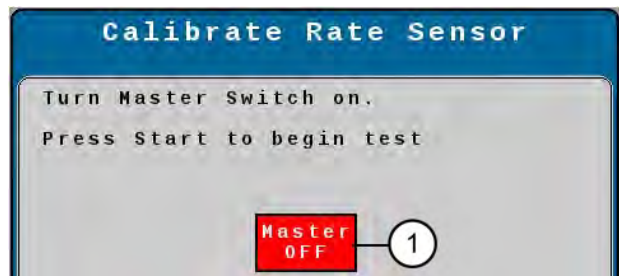 Calibrate Rate Sensor
Turn Master Switch on.
Press Start to begin test
Master
OFF
1